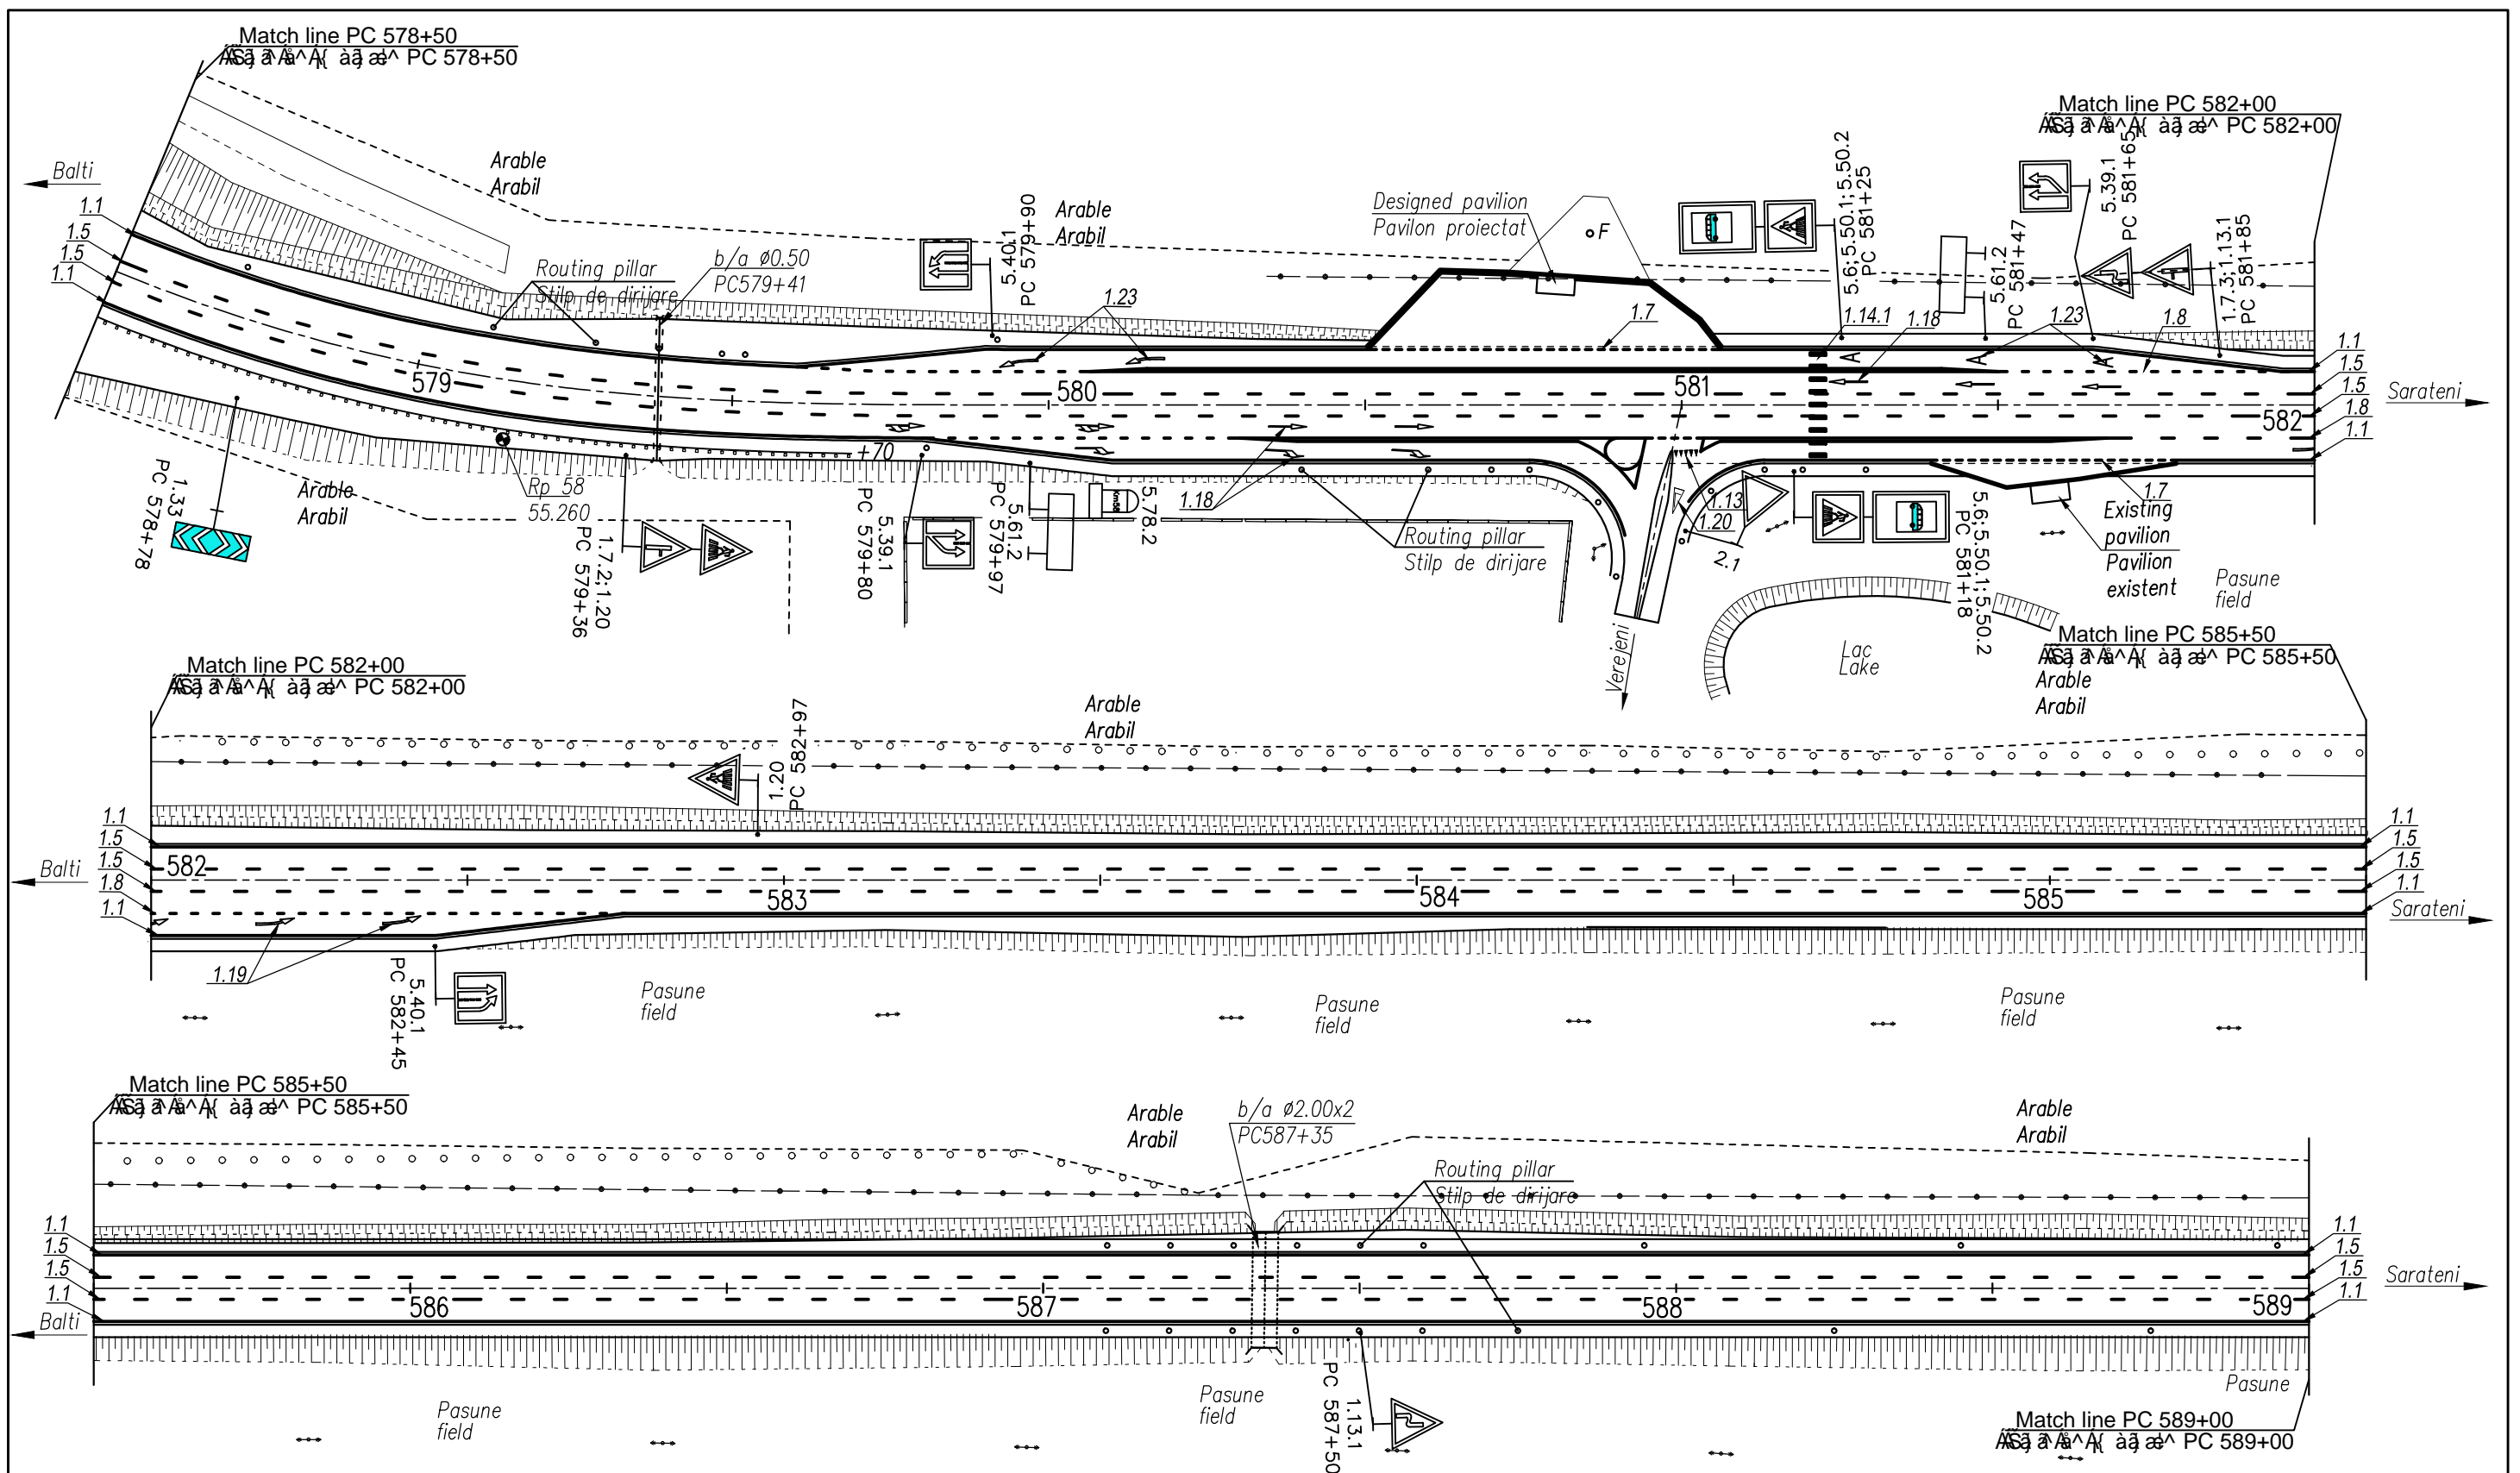 Match line PC 578+50
PC 578+50
Balti
1.1
1.5
1.5
1.1
Arable
Arabil
Routing pillar
Stilp de dirijare
b/a ø0.50
PC579+41
5.40.1
PC 579+90
Arable
Arabil
1.23
Designed pavilion
Pavilon proiectat
F
1.7
5.6;5.50.1;5.50.2
PC 581+25
1.14.1
1.18
5.61.2
PC 581+47
1.23
Match line PC 582+00
PC 582+00
5.39.1
PC 581+65
1.8
1.7.3;1.13.1
PC 581+85
1.1
1.5
1.5
1.8
1.1
Sarateni
579
580
581
582
A
A
A
+70
Rp 58
55.260
1.33
PC 578+78
Arable
Arabil
1.7.2;1.20
PC 579+36
5.39.1
PC 579+80
5.61.2
PC 579+97
Km58
5.78.2
1.18
Routing pillar
Stilp de dirijare
Verejeni
1.13
1.20
2.1
5.6;5.50.1;5.50.2
PC 581+18
1.7
Existing
pavilion
Pavilion
existent
Pasune
field
Lac
Lake
Match line PC 582+00
PC 582+00
Match line PC 585+50
PC 585+50
Arable
Arabil
Arable
Arabil
1.20
PC 582+97
Balti
1.1
1.5
1.5
1.8
1.1
582
583
584
585
1.1
1.5
1.5
1.1
Sarateni
1.19
5.40.1
PC 582+45
Pasune
field
Pasune
field
Pasune
field
Match line PC 585+50
PC 585+50
Arable
Arabil
b/a ø2.00x2
PC587+35
Routing pillar
Stilp de dirijare
Arable
Arabil
1.1
1.5
1.5
1.1
Balti
586
587
588
589
1.1
1.5
1.5
1.1
Sarateni
Pasune
field
Pasune
field
1.13.1
PC 587+50
Pasune
Match line PC 589+00
PC 589+00